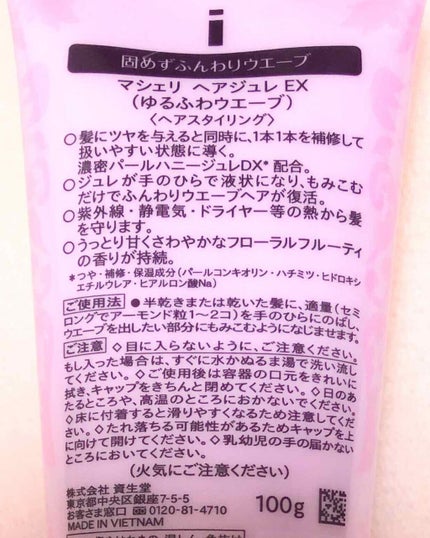 固めずふんわりウエーブ
マシェリ ヘアジュレ EX
(ゆるふわウエーブ)
〈ヘアスタイリング〉
○髪にツヤを与えると同時に、1本1本を補修して
扱いやすい状態に導く。
濃密パールハニージュレDX*配合。
○ジュレが手のひらで液状になり、もみこむ
だけでふんわりウエーブヘアが復活。
○紫外線・静電気・ドライヤー等の熱から髪
を守ります。
○うっとり甘くさわやかなフローラルフルーティ
の香りが持続。
*つや・補修・保湿成分(パールコンキオリン・ハチミツ・ヒドロキシ
エチルウレア・ヒアルロン酸Na)
ご使用法 ●半乾きまたは乾いた髪に、適量(セミ
ロングでアーモンド粒1~2コ)を手のひらにのばし、
ウエーブを出したい部分にもみこむようになじませます。
ご注意 ◇目に入らないように、ご注意ください。
もし入った場合は、すぐに水かぬるま湯で洗い流し
てください。◇ご使用後は容器の口元をきれいに
拭き、キャップをきちんと閉めてください。◇日のあ
たるところや、高温のところにおかないでください。
◇床に付着すると滑りやすくなるため注意してくだ
さい。◇たれ落ちる可能性があるためキャップを上
に向けて開けてください。◇乳幼児の手の届かない
ところにおいてください。
(火気にご注意ください)
株式会社 資生堂
東京都中央区銀座7-5-5
お客さま窓口 0120-81-4710
MADE IN VIETNAM
100g